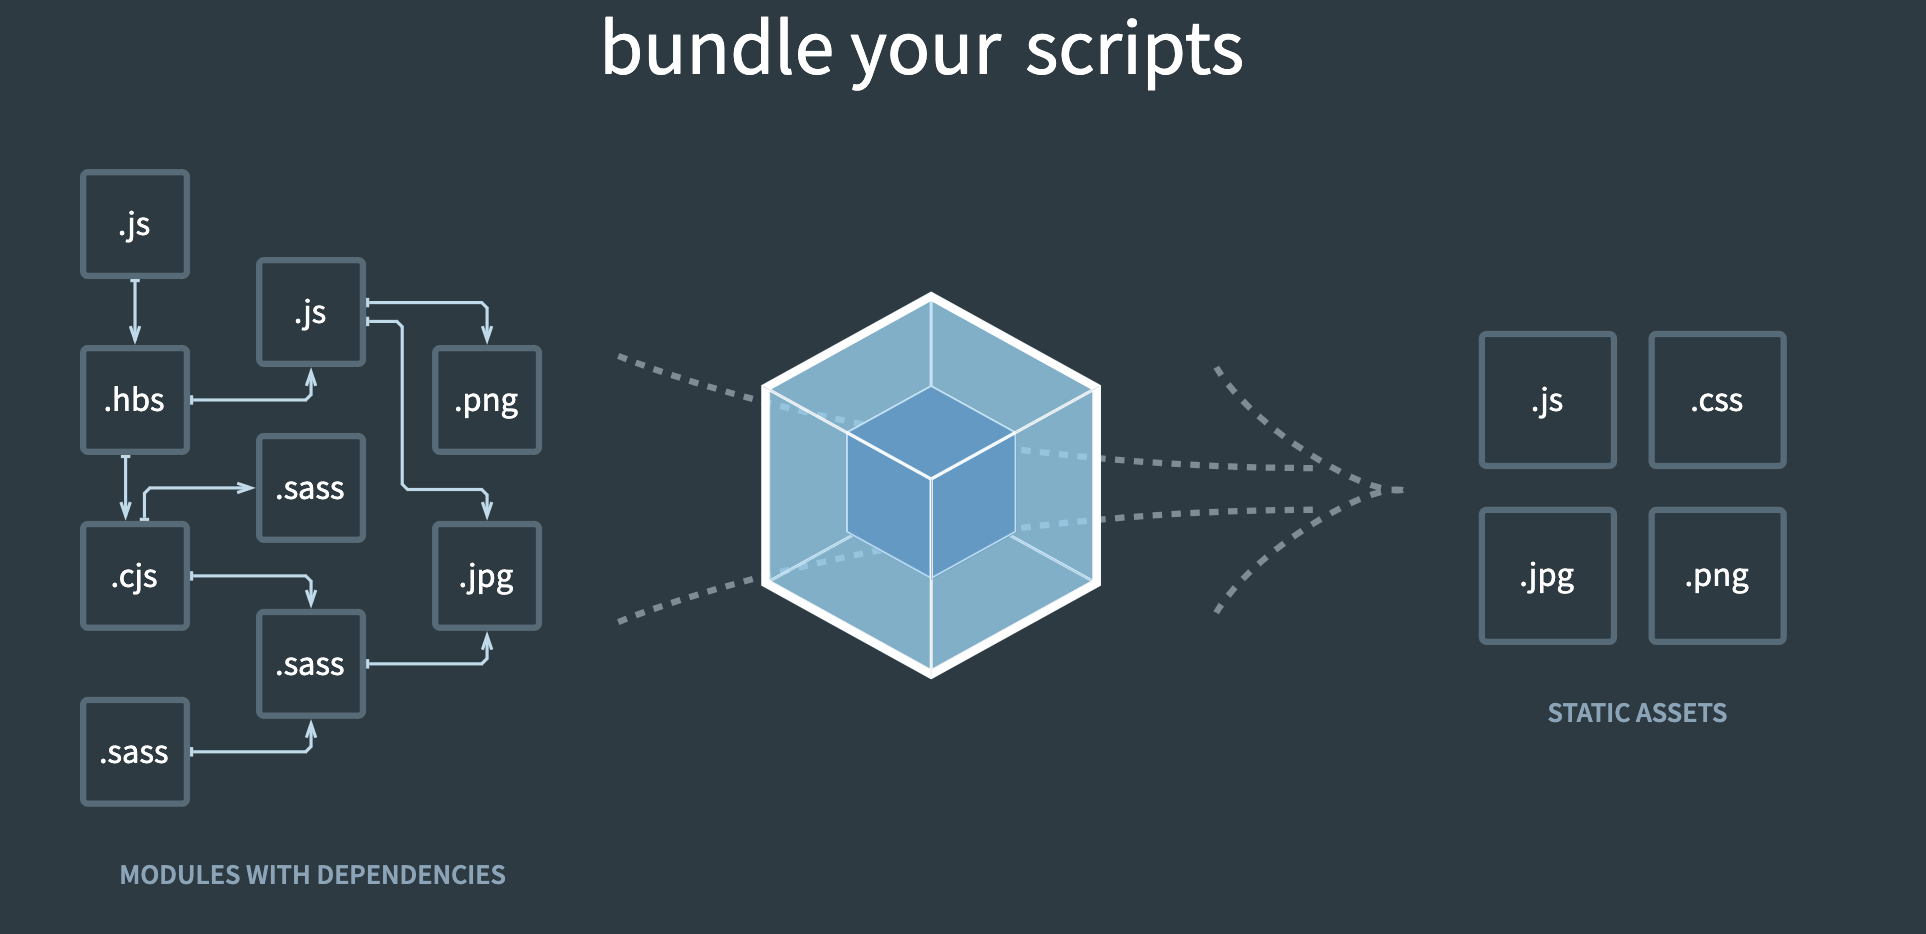 bundle your scripts
.js
.js
.hbs
.png
.sass
.cjs
.jpg
.sass
.sass
MODULES WITH DEPENDENCIES
.js
.css
.jpg
.png
STATIC ASSETS